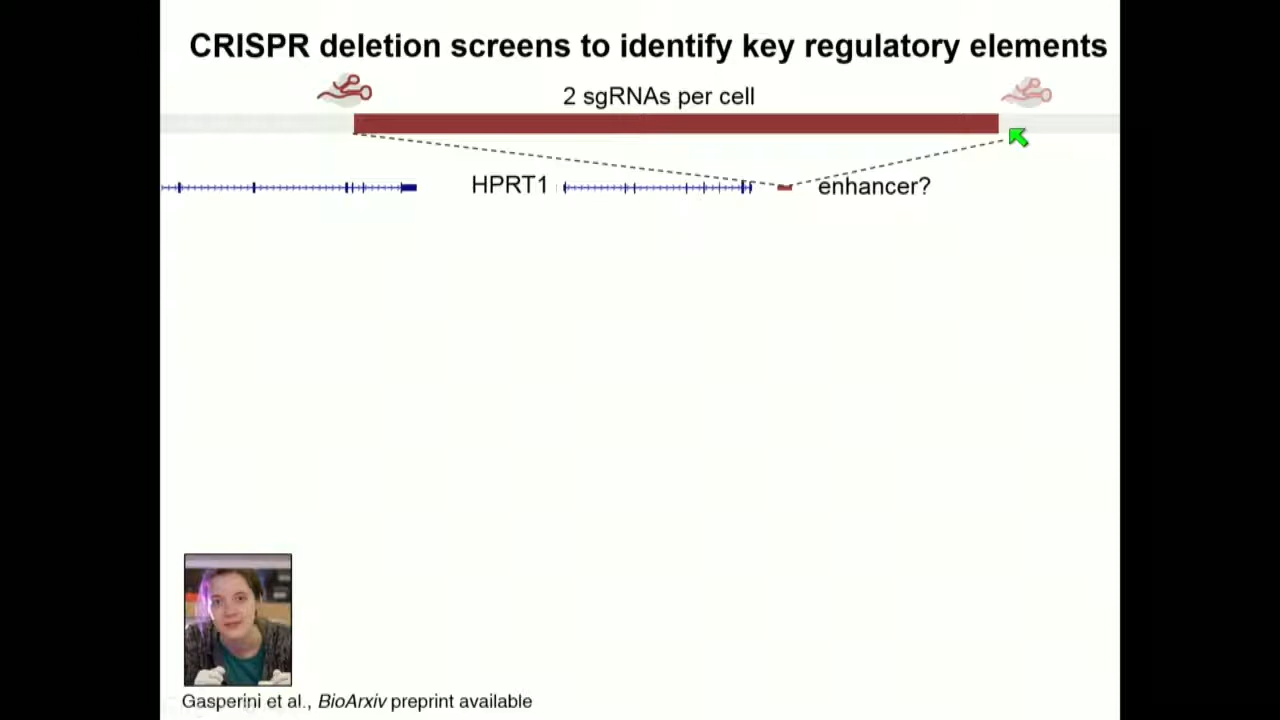 CRISPR deletion screens to identify key regulatory elements
2 sgRNAs per cell
HPRT1
enhancer?
Gasperini et al., BioArxiv preprint available